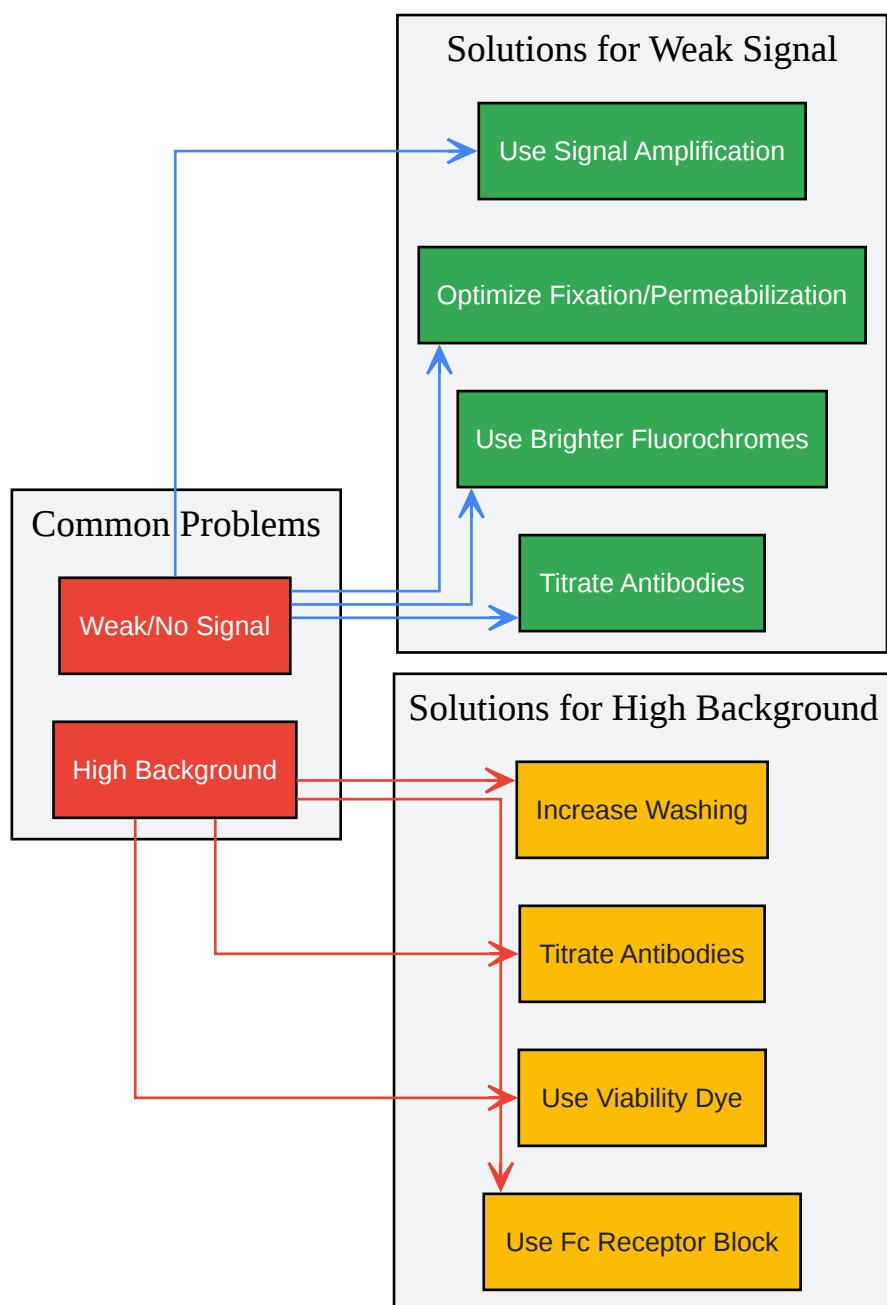 Solutions for Weak Signal
Use Signal Amplification
Optimize Fixation/Permeabilization
Use Brighter Fluorochromes
Titrate Antibodies
Common Problems
Weak/No Signal
High Background
Solutions for High Background
Increase Washing
Titrate Antibodies
Use Viability Dye
Use Fc Receptor Block